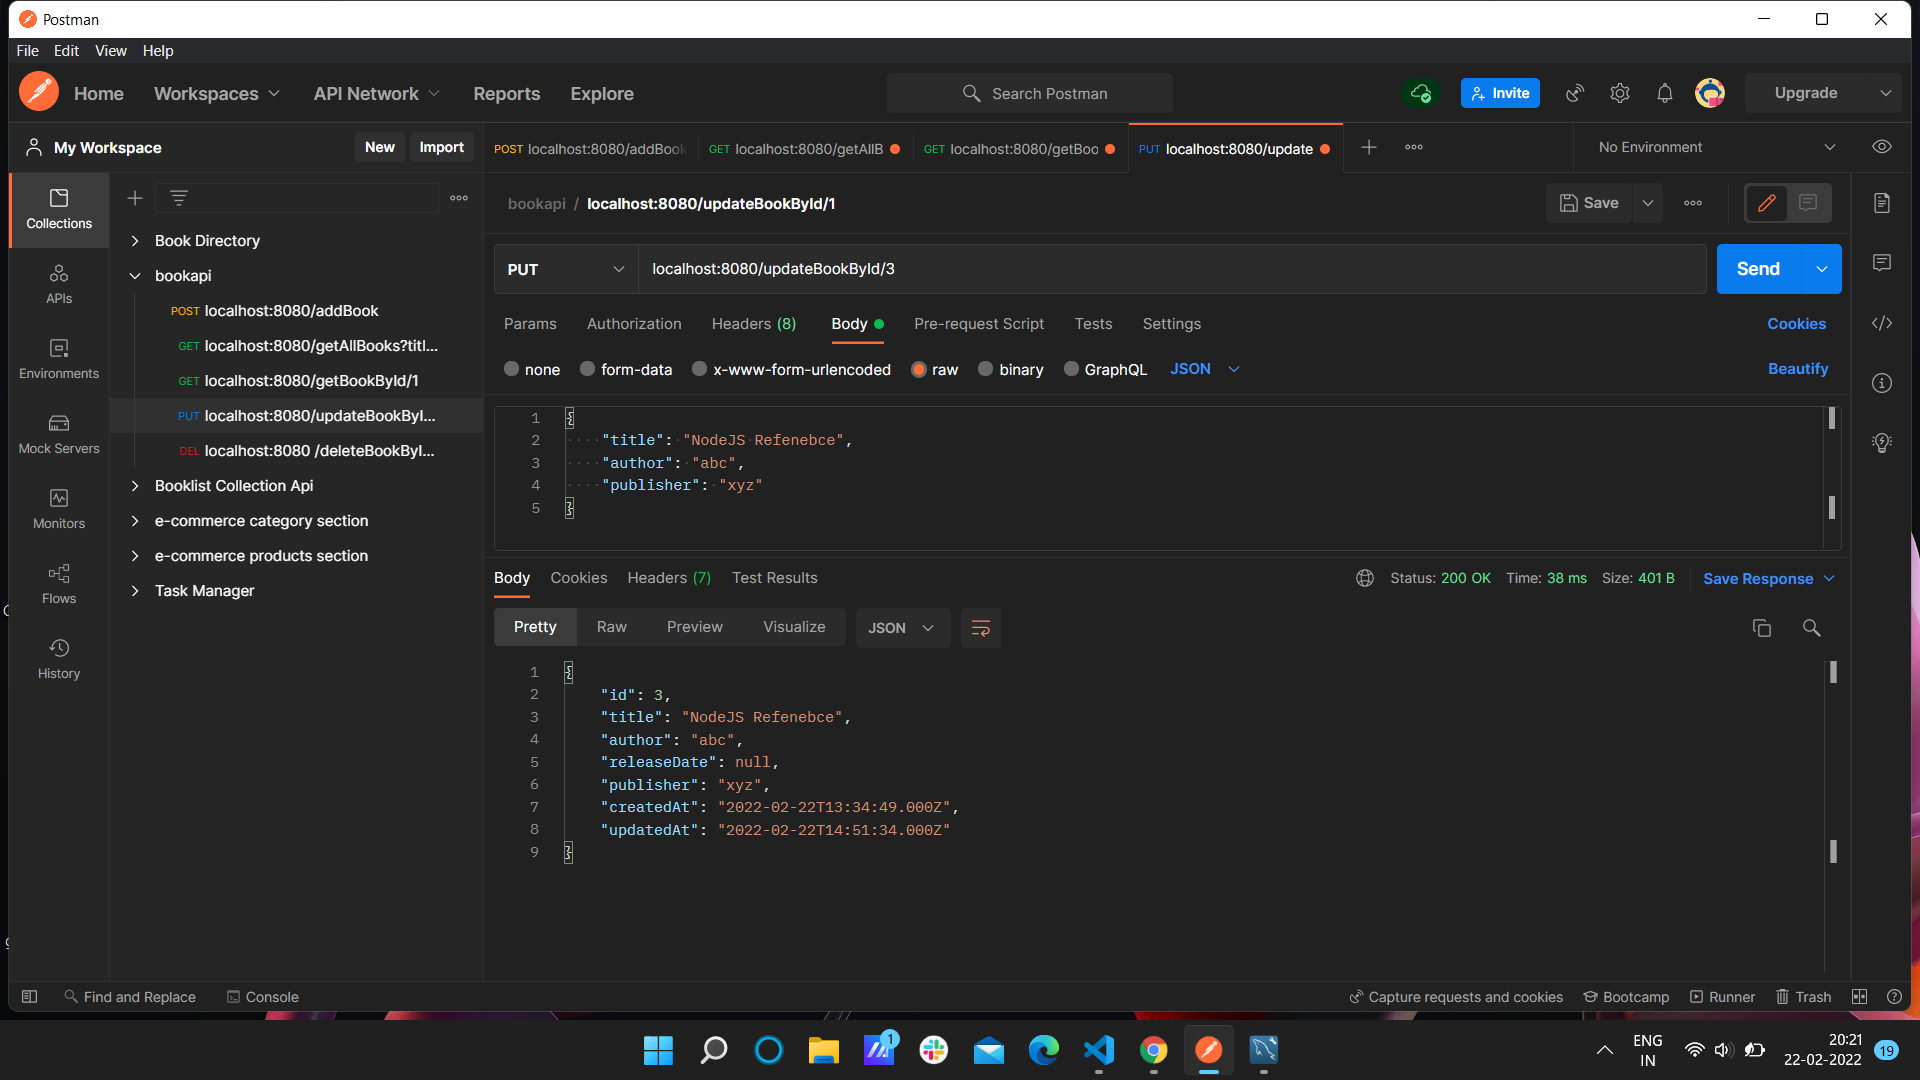 Postman
File Edit View Help
Home Workspaces API Network Reports Explore Search Postman Invite Upgrade
My Workspace New Import
POST localhost:8080/addBook GET localhost:8080/getAllB GET localhost:8080/getBoo PUT localhost:8080/update No Environment
Collections
APIs
Environments
Mock Servers
Monitors
Flows
History
Book Directory
bookapi
POST localhost:8080/addBook
GET localhost:8080/getAllBooks?titl...
GET localhost:8080/getBookById/1
PUT localhost:8080/updateBookByI...
DEL localhost:8080 /deleteBookByI...
Booklist Collection Api
e-commerce category section
e-commerce products section
Task Manager
bookapi / localhost:8080/updateBookById/1 Save
PUT localhost:8080/updateBookById/3 Send
Params Authorization Headers (8) Body Pre-request Script Tests Settings Cookies
none form-data x-www-form-urlencoded raw binary GraphQL JSON Beautify
1 {
2 "title": "NodeJS Refenebce",
3 "author": "abc",
4 "publisher": "xyz"
5 }
Body Cookies Headers (7) Test Results Status: 200 OK Time: 38 ms Size: 401 B Save Response
Pretty Raw Preview Visualize JSON
1 {
2 "id": 3,
3 "title": "NodeJS Refenebce",
4 "author": "abc",
5 "releaseDate": null,
6 "publisher": "xyz",
7 "createdAt": "2022-02-22T13:34:49.000Z",
8 "updatedAt": "2022-02-22T14:51:34.000Z"
9 }
Find and Replace Console Capture requests and cookies Bootcamp Runner Trash
1
ENG
IN
20:21
22-02-2022
19